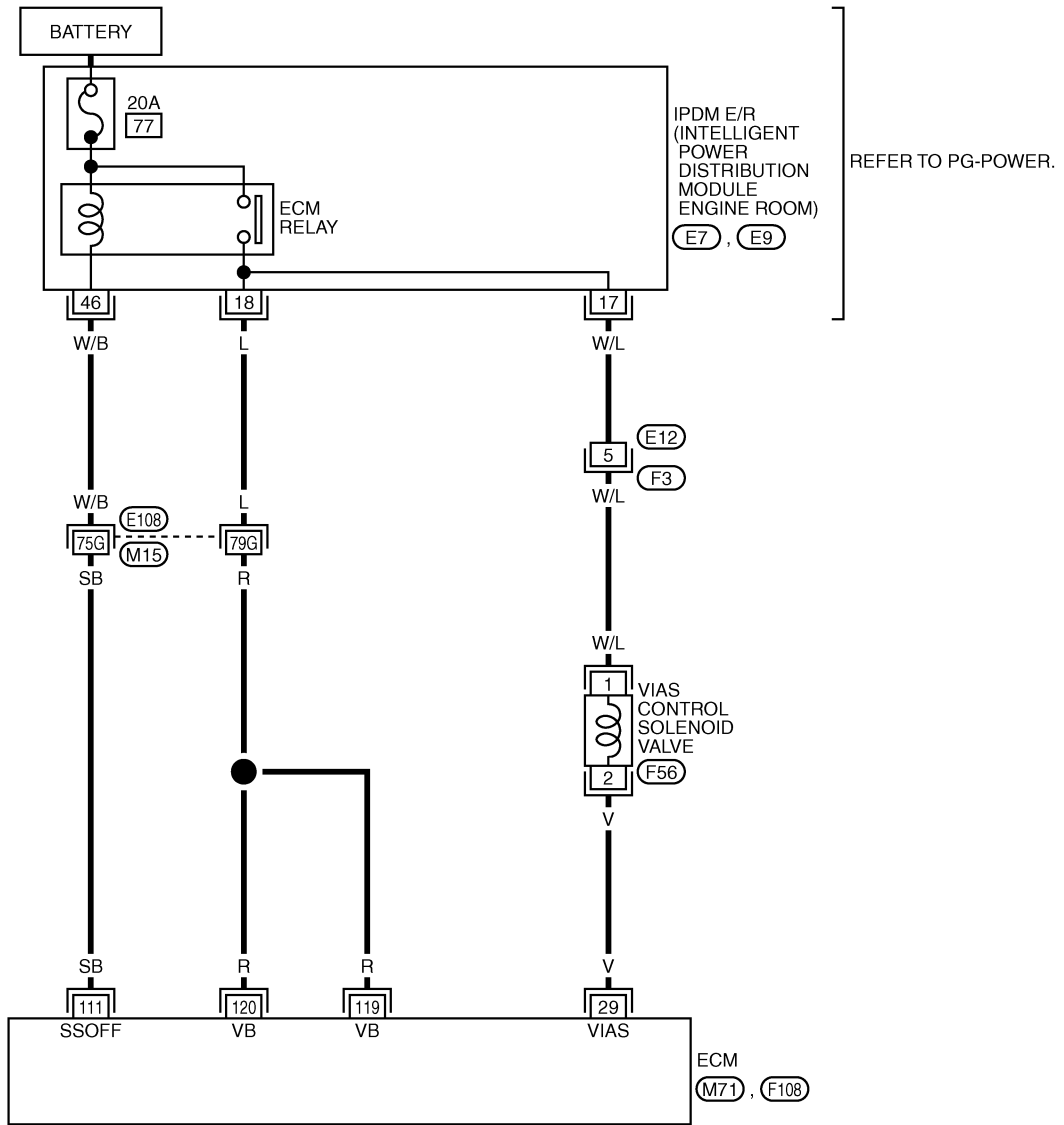 BATTERY
20A
77
IPDM E/R
(INTELLIGENT
POWER
DISTRIBUTION
MODULE
ENGINE ROOM)
E7 , E9
REFER TO PG-POWER.
ECM
RELAY
46
18
17
W/B
L
W/L
E12
5
F3
W/L
W/B
L
E108
75G
79G
M15
SB
R
W/L
1
VIAS
CONTROL
SOLENOID
VALVE
2
F56
V
SB
R
R
V
111
120
119
29
SSOFF
VB
VB
VIAS
ECM
M71 , F108